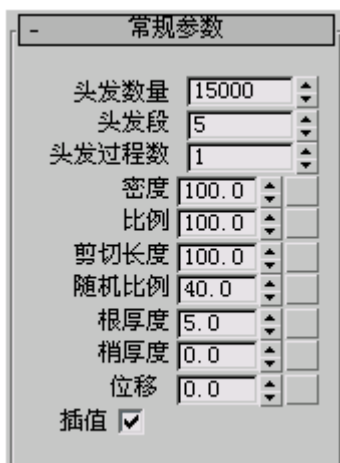 - 常规参数
头发数量 15000
头发段 5
头发过程数 1
密度 100.0
比例 100.0
剪切长度 100.0
随机比例 40.0
根厚度 5.0
梢厚度 0.0
位移 0.0
插值